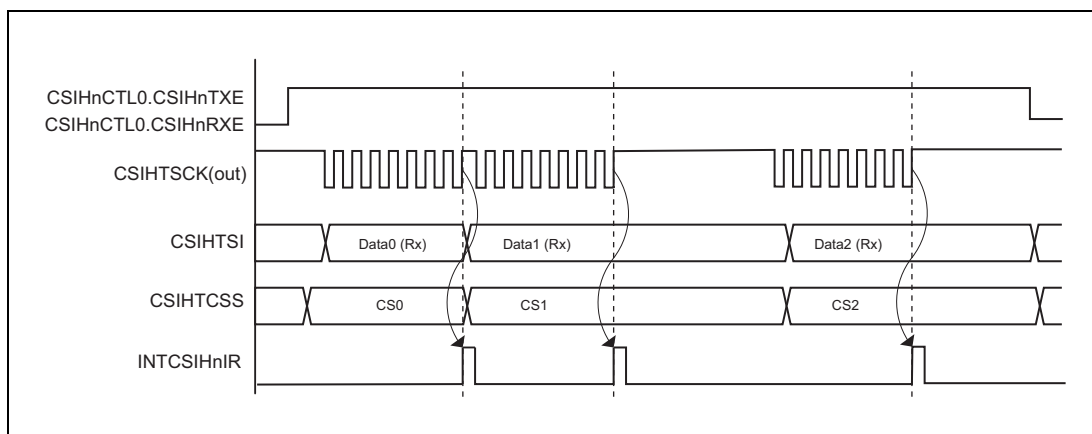 CSIHnCTL0.CSIHnTXE
CSIHnCTL0.CSIHnRXE
CSIHTSCK(out)
CSIHTSI
Data0 (Rx)
Data1 (Rx)
Data2 (Rx)
CSIHTCSS
CS0
CS1
CS2
INTCSIHnIR